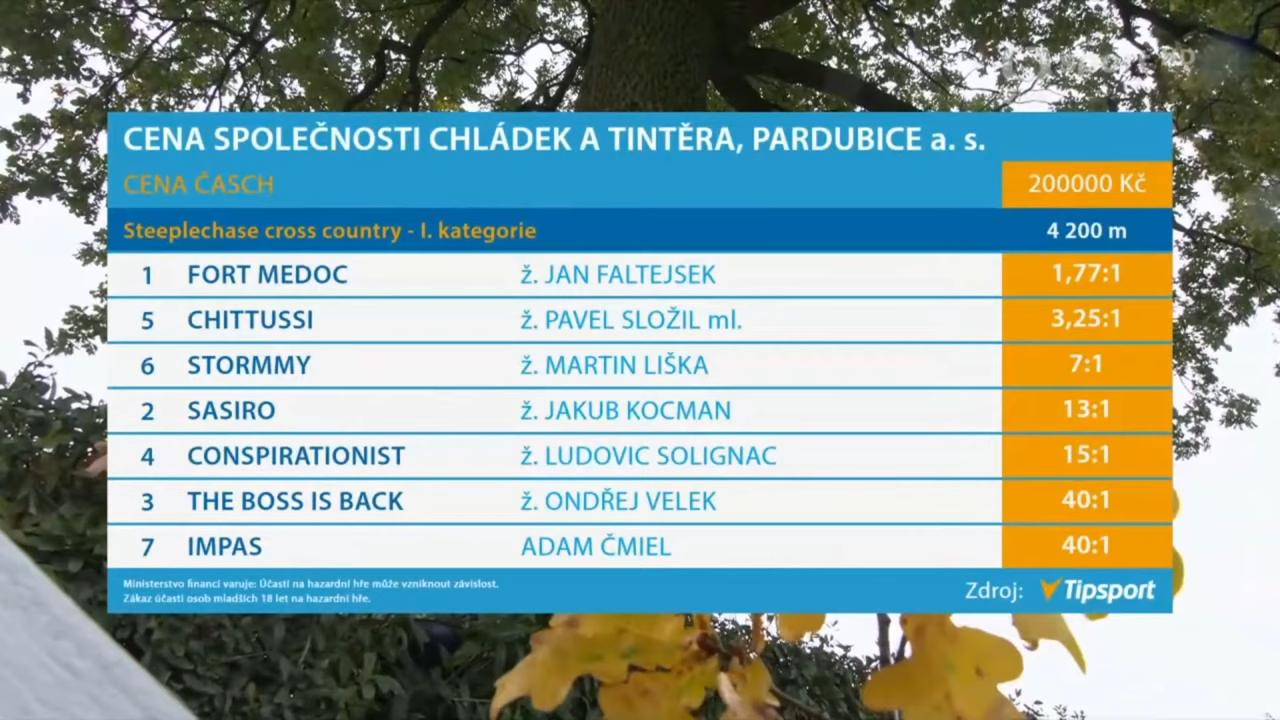 CENA SPOLEČNOSTI CHLÁDEK A TINTĚRA, PARDUBICE a. s.
CENA ČASCH 200000 Kč
Steeplechase cross country - I. kategorie 4 200 m
1 FORT MEDOC ž. JAN FALTEJSEK 1,77:1
5 CHITTUSSI ž. PAVEL SLOŽIL ml. 3,25:1
6 STORMMY ž. MARTIN LIŠKA 7:1
2 SASIRO ž. JAKUB KOCMAN 13:1
4 CONSPIRATIONIST ž. LUDOVIC SOLIGNAC 15:1
3 THE BOSS IS BACK ž. ONDŘEJ VELEK 40:1
7 IMPAS ADAM ČMIEL 40:1
Ministerstvo financí varuje: Účastí na hazardní hře může vzniknout závislost.
Zákaz účasti osob mladších 18 let na hazardní hře.
Zdroj: Tipsport